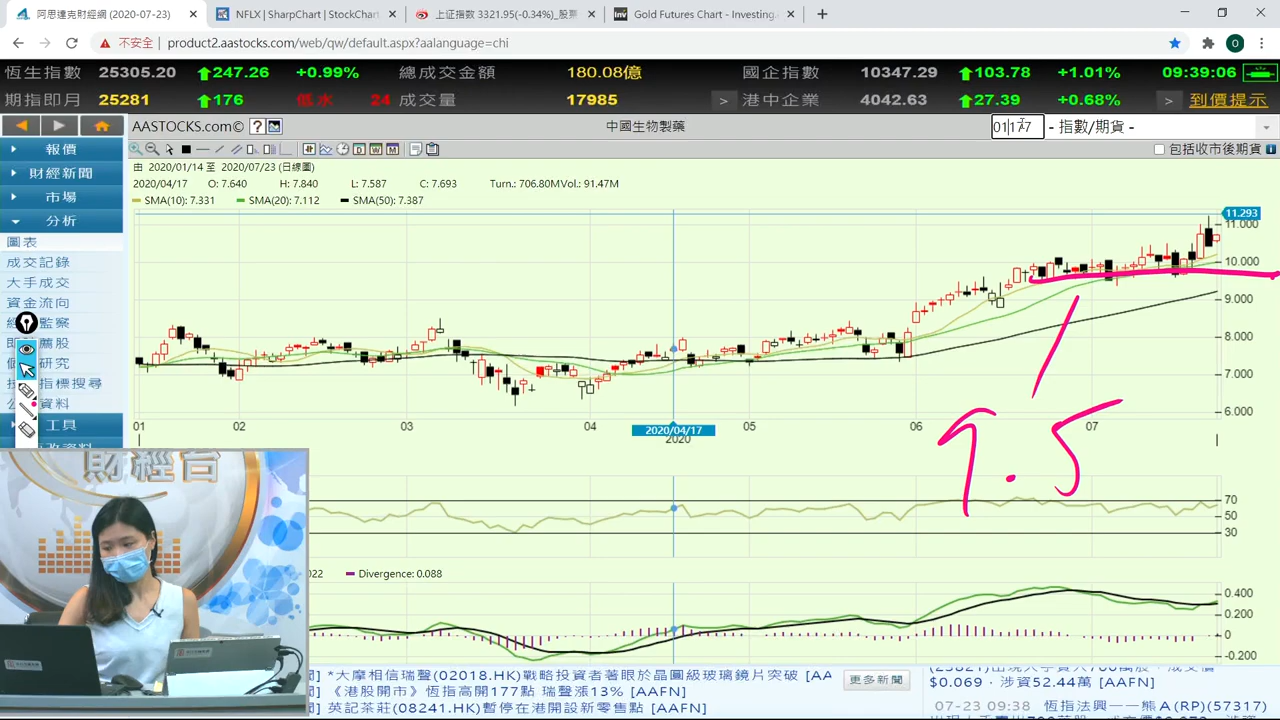 阿思達克財經網 (2020-07-23)
NFLX | SharpChart | StockChart
上证指数 3321.95(-0.34%)_股票
Gold Futures Chart - Investing.
不安全 | product2.aastocks.com/web/qw/default.aspx?aalanguage=chi
恆生指數 25305.20 247.26 +0.99% 總成交金額 180.08億 國企指數 10347.29 103.78 +1.01% 09:39:06
期指即月 25281 176 低水 24 成交量 17985 > 港中企業 4042.63 27.39 +0.68% > 到價提示
AASTOCKS.com© ? 中國生物製藥 01177 - 指數/期貨 -
報價
包括收市後期貨
財經新聞
由 2020/01/14 至 2020/07/23 (日線圖)
2020/04/17 O: 7.640 H: 7.840 L: 7.587 C: 7.693 Turn.: 706.80M Vol.: 91.47M
市場
SMA(10): 7.331 SMA(20): 7.112 SMA(50): 7.387
分析
圖表
成交記錄
大手成交
資金流向
監察
薦股
研究
指標搜尋
資料
工具
11.293
11.000
10.000
9.000
8.000
7.000
6.000
01 02 03 04 2020/04/17 05 06 07
2020
9.5
財經台
70
50
30
022 Divergence: 0.088
0.400
0.200
0
-0.200
*大摩相信瑞聲(02018.HK)戰略投資者著眼於晶圓級玻璃鏡片突破 [AA
《港股開市》恆指高開177點 瑞聲漲13% [AAFN]
英記茶莊(08241.HK)暫停在港開設新零售點 [AAFN]
更多新聞
$0.069﹒涉資52.44萬 [AAFN]
07-23 09:38 恆指法興一一熊A(RP)(57317)